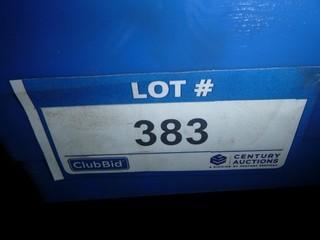 LOT #
383
ClubBid
CENTURY
AUCTIONS